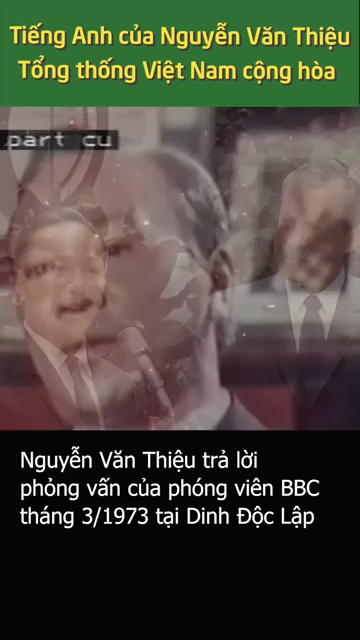 Tiếng Anh của Nguyễn Văn Thiệu
Tổng thống Việt Nam cộng hòa
part cu
Nguyễn Văn Thiệu trả lời
phỏng vấn của phóng viên BBC
tháng 3/1973 tại Dinh Độc Lập